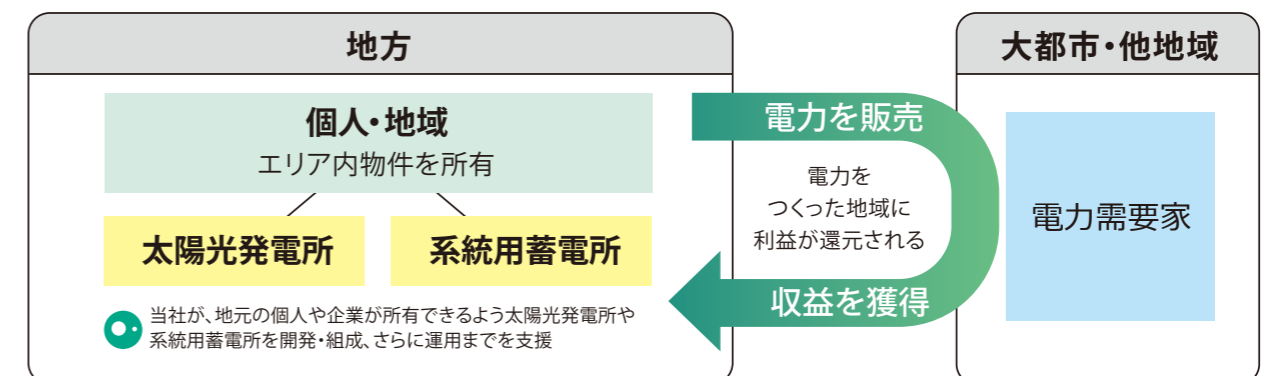 地方
個人・地域
エリア内物件を所有
太陽光発電所
系統用蓄電所
当社が、地元の個人や企業が所有できるよう太陽光発電所や
系統用蓄電所を開発・組成、さらに運用までを支援
電力を販売
電力を
つくった地域に
利益が還元される
収益を獲得
大都市・他地域
電力需要家